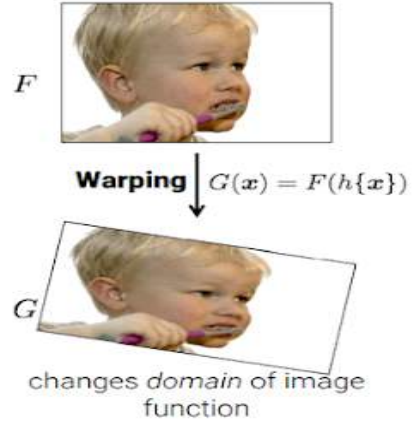 F
Warping G(x) = F(h{x})
G
changes domain of image
function